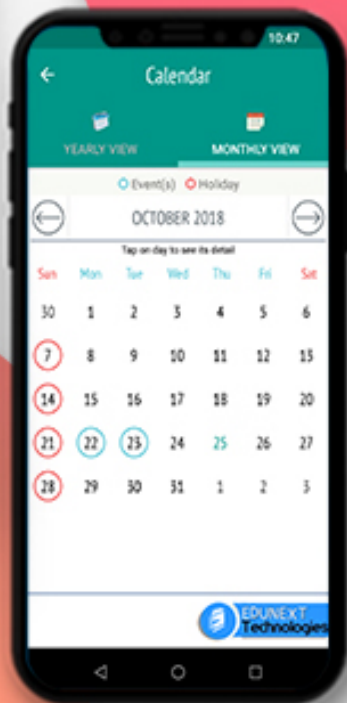 10:47
Calendar
YEARLY VIEW MONTHLY VIEW
Event(s) Holiday
OCTOBER 2018
Tap on day to see its detail
Sun Mon Tue Wed Thu Fri Sat
30 1 2 3 4 5 6
7 8 9 10 11 12 13
14 15 16 17 18 19 20
21 22 23 24 25 26 27
28 29 30 31 1 2 3
EDUNEXT
Technologies